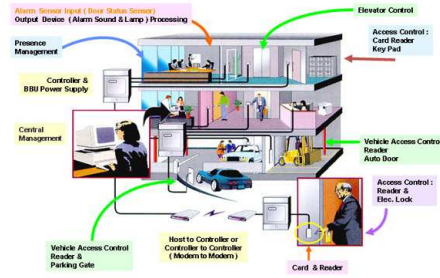 Alarm Sensor Input ( Door Status Sensor)
Output Device ( Alarm Sound & Lamp ) Processing
Elevator Control
Presence
Management
Access Control :
Card Reader
Key Pad
Controller &
BBU Power Supply
Central
Management
Vehicle Access Control
Reader
Auto Door
Access Control :
Reader &
Elec. Lock
Vehicle Access Control
Reader &
Parking Gate
Host to Controller or
Controller to Controller
( Modem to Modem )
Card & Reader